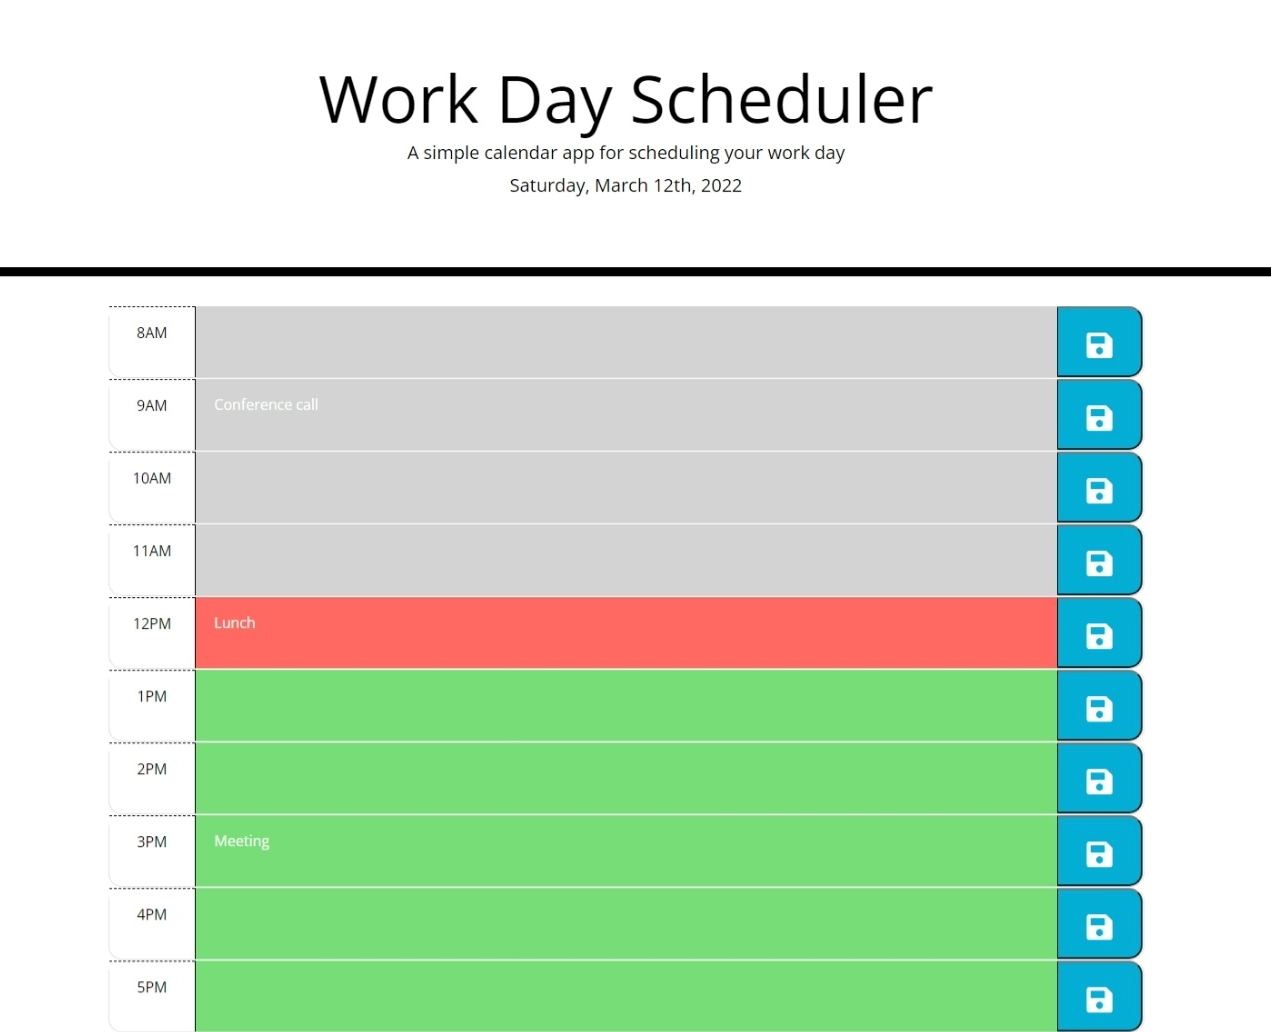 Work Day Scheduler
A simple calendar app for scheduling your work day
Saturday, March 12th, 2022
8AM
9AM Conference call
10AM
11AM
12PM Lunch
1PM
2PM
3PM Meeting
4PM
5PM